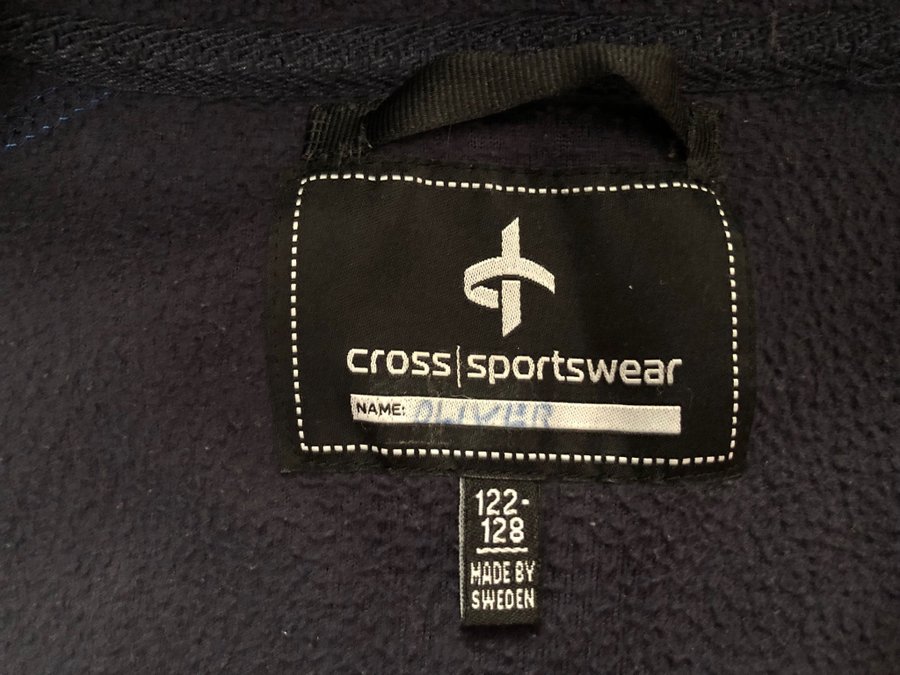 cross|sportswear
NAME: OLIVER
122-
128
MADE BY
SWEDEN